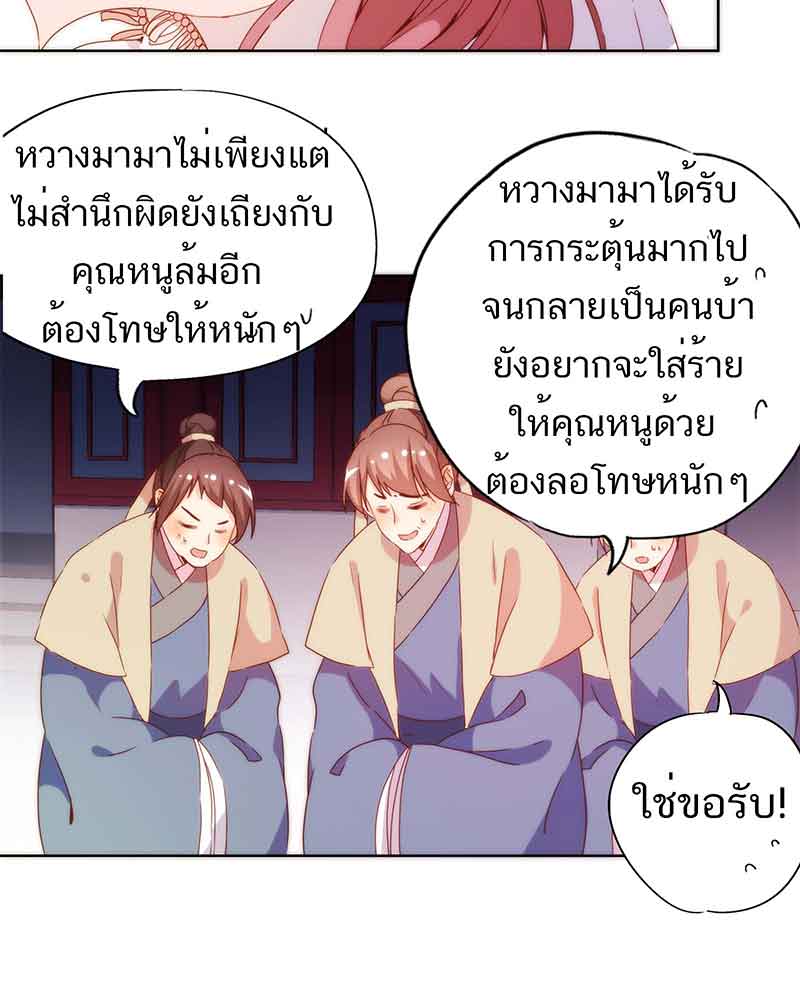 หวางมามาไม่เพียงแต่
ไม่สำนึกผิดยังเถียงกับ
คุณหนูล้มอีก
ต้องโทษให้หนักๆ
หวางมามาได้รับ
การกระตุ้นมากไป
จนกลายเป็นคนบ้า
ยังอยากจะใส่ร้าย
ให้คุณหนูด้วย
ต้องลอโทษหนักๆ
ใช่ขอรับ!